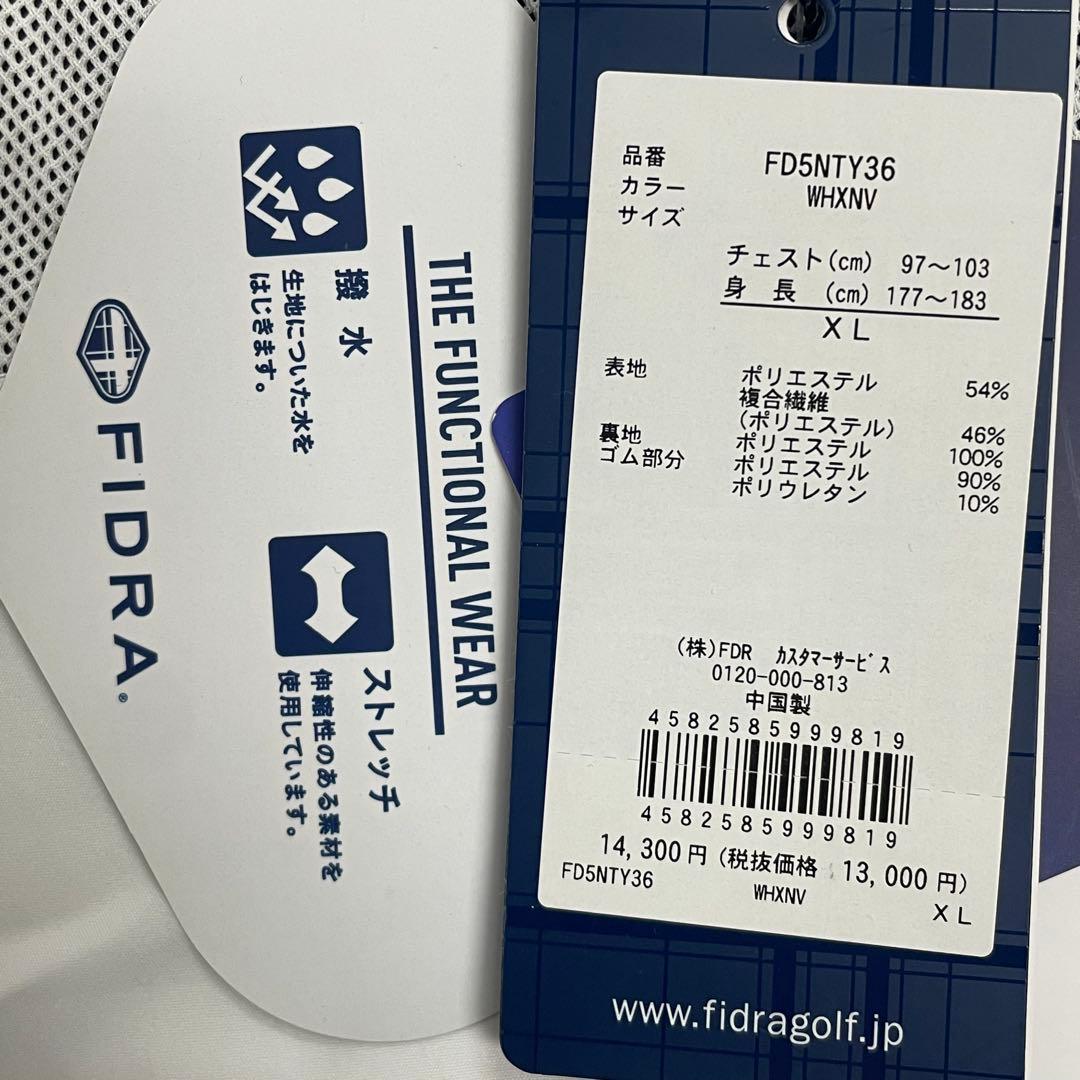 THE FUNCTIONAL WEAR
撥水
生地についた水を
はじきます。
ストレッチ
伸縮性のある素材を
使用しています。
FIDRA®
品番 FD5NTY36
カラー WHXNV
サイズ
チェスト(cm) 97〜103
身長 (cm) 177〜183
XL
表地 ポリエステル 54%
複合繊維
(ポリエステル) 46%
裏地 ポリエステル 100%
ゴム部分 ポリエステル 90%
ポリウレタン 10%
(株)FDR ｶｽﾀﾏｰｻｰﾋﾞｽ
0120-000-813
中国製
4582585999819
4582585999819
14,300円(税抜価格 13,000円)
FD5NTY36 WHXNV XL
www.fidragolf.jp